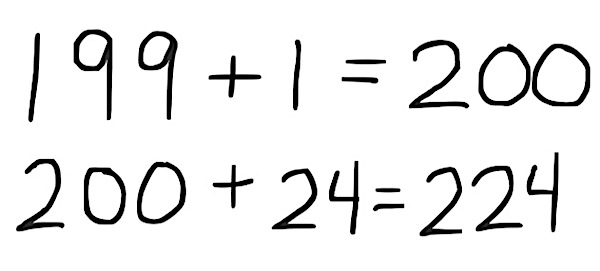 199 + 1 = 200
200 + 24 = 224